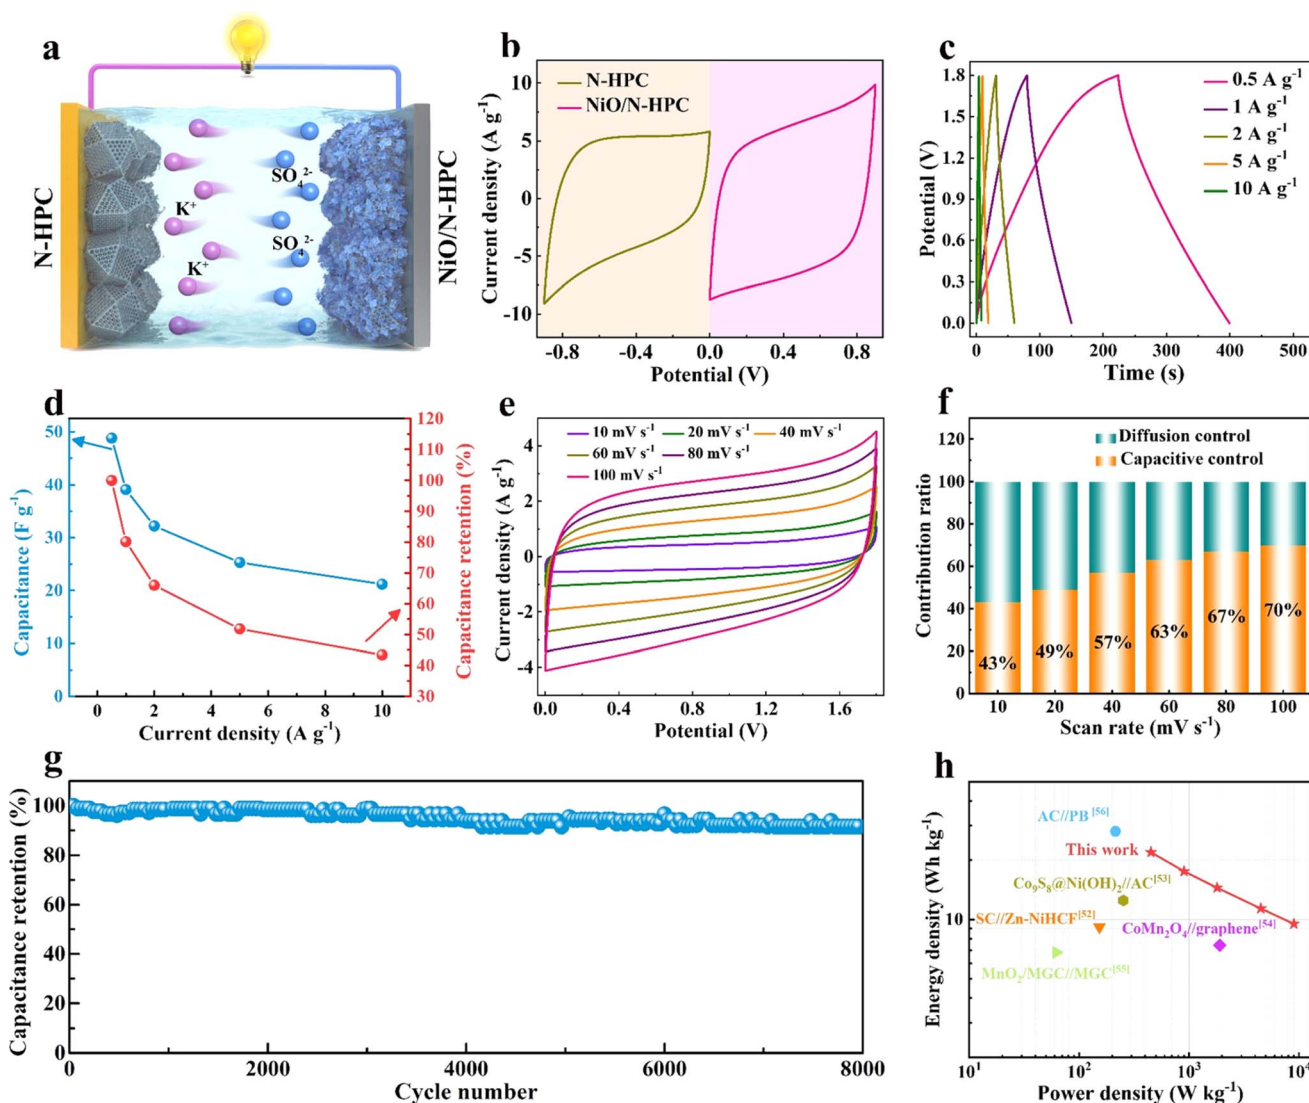 a
N-HPC
K⁺
K⁺
SO₄²⁻
SO₄²⁻
NiO/N-HPC
b
N-HPC
NiO/N-HPC
Current density (A g⁻¹)
10
5
0
-5
-10
-0.8
-0.4
0.0
0.4
0.8
Potential (V)
c
0.5 A g⁻¹
1 A g⁻¹
2 A g⁻¹
5 A g⁻¹
10 A g⁻¹
Potential (V)
1.8
1.5
1.2
0.9
0.6
0.3
0.0
0
100
200
300
400
500
Time (s)
d
Capacitance (F g⁻¹)
50
40
30
20
10
0
Capacitance retention (%)
120
110
100
90
80
70
60
50
40
30
0
2
4
6
8
10
Current density (A g⁻¹)
e
10 mV s⁻¹
20 mV s⁻¹
40 mV s⁻¹
60 mV s⁻¹
80 mV s⁻¹
100 mV s⁻¹
Current density (A g⁻¹)
4
2
0
-2
-4
0.0
0.6
1.2
1.8
Potential (V)
f
Diffusion control
Capacitive control
Contribution ratio
120
100
80
60
40
20
0
43%
49%
57%
63%
67%
70%
10
20
40
60
80
100
Scan rate (mV s⁻¹)
g
Capacitance retention (%)
100
80
60
40
20
0
0
2000
4000
6000
8000
Cycle number
h
Energy density (Wh kg⁻¹)
10
AC//PB[56]
This work
Co₉S₈@Ni(OH)₂//AC[53]
SC//Zn-NiHCF[52]
CoMn₂O₄//graphene[54]
MnO₂/MGC//MGC[55]
10¹
10²
10³
10⁴
Power density (W kg⁻¹)